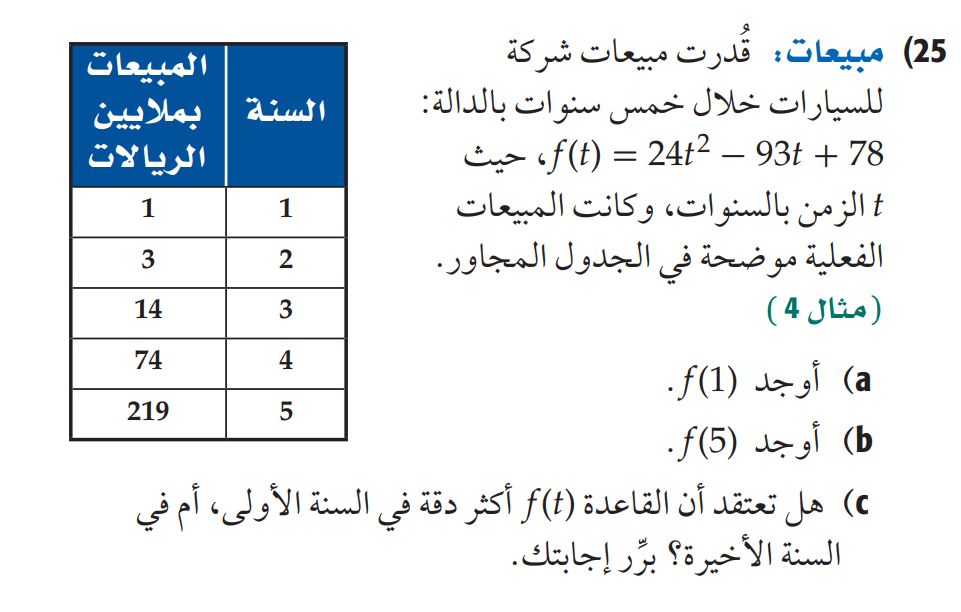 25) مبيعات: قُدرت مبيعات شركة
للسيارات خلال خمس سنوات بالدالة:
f(t) = 24t² − 93t + 78، حيث
t الزمن بالسنوات، وكانت المبيعات
الفعلية موضحة في الجدول المجاور.
(مثال 4)
السنة المبيعات بملايين الريالات
1 1
2 3
3 14
4 74
5 219
a) أوجد f(1).
b) أوجد f(5).
c) هل تعتقد أن القاعدة f(t) أكثر دقة في السنة الأولى، أم في
السنة الأخيرة؟ برِّر إجابتك.